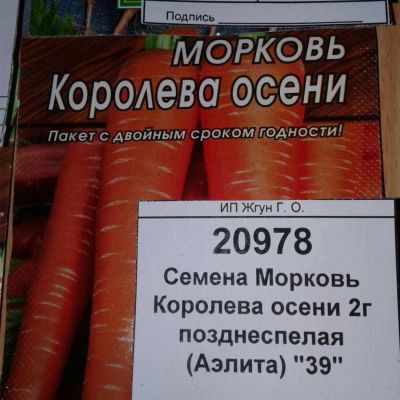 Подпись
МОРКОВЬ
Королева осени
Пакет с двойным сроком годности!
ИП Жгун Г. О.
20978
Семена Морковь
Королева осени 2г
позднеспелая
(Аэлита) "39"